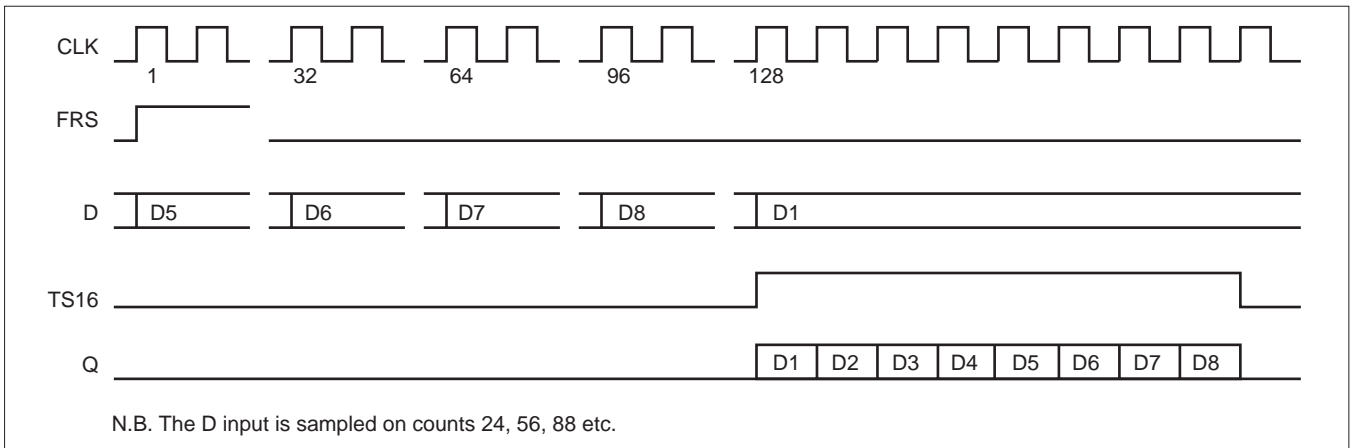 CLK
1 32 64 96 128
FRS
D D5 D6 D7 D8 D1
TS16
Q D1 D2 D3 D4 D5 D6 D7 D8
N.B. The D input is sampled on counts 24, 56, 88 etc.